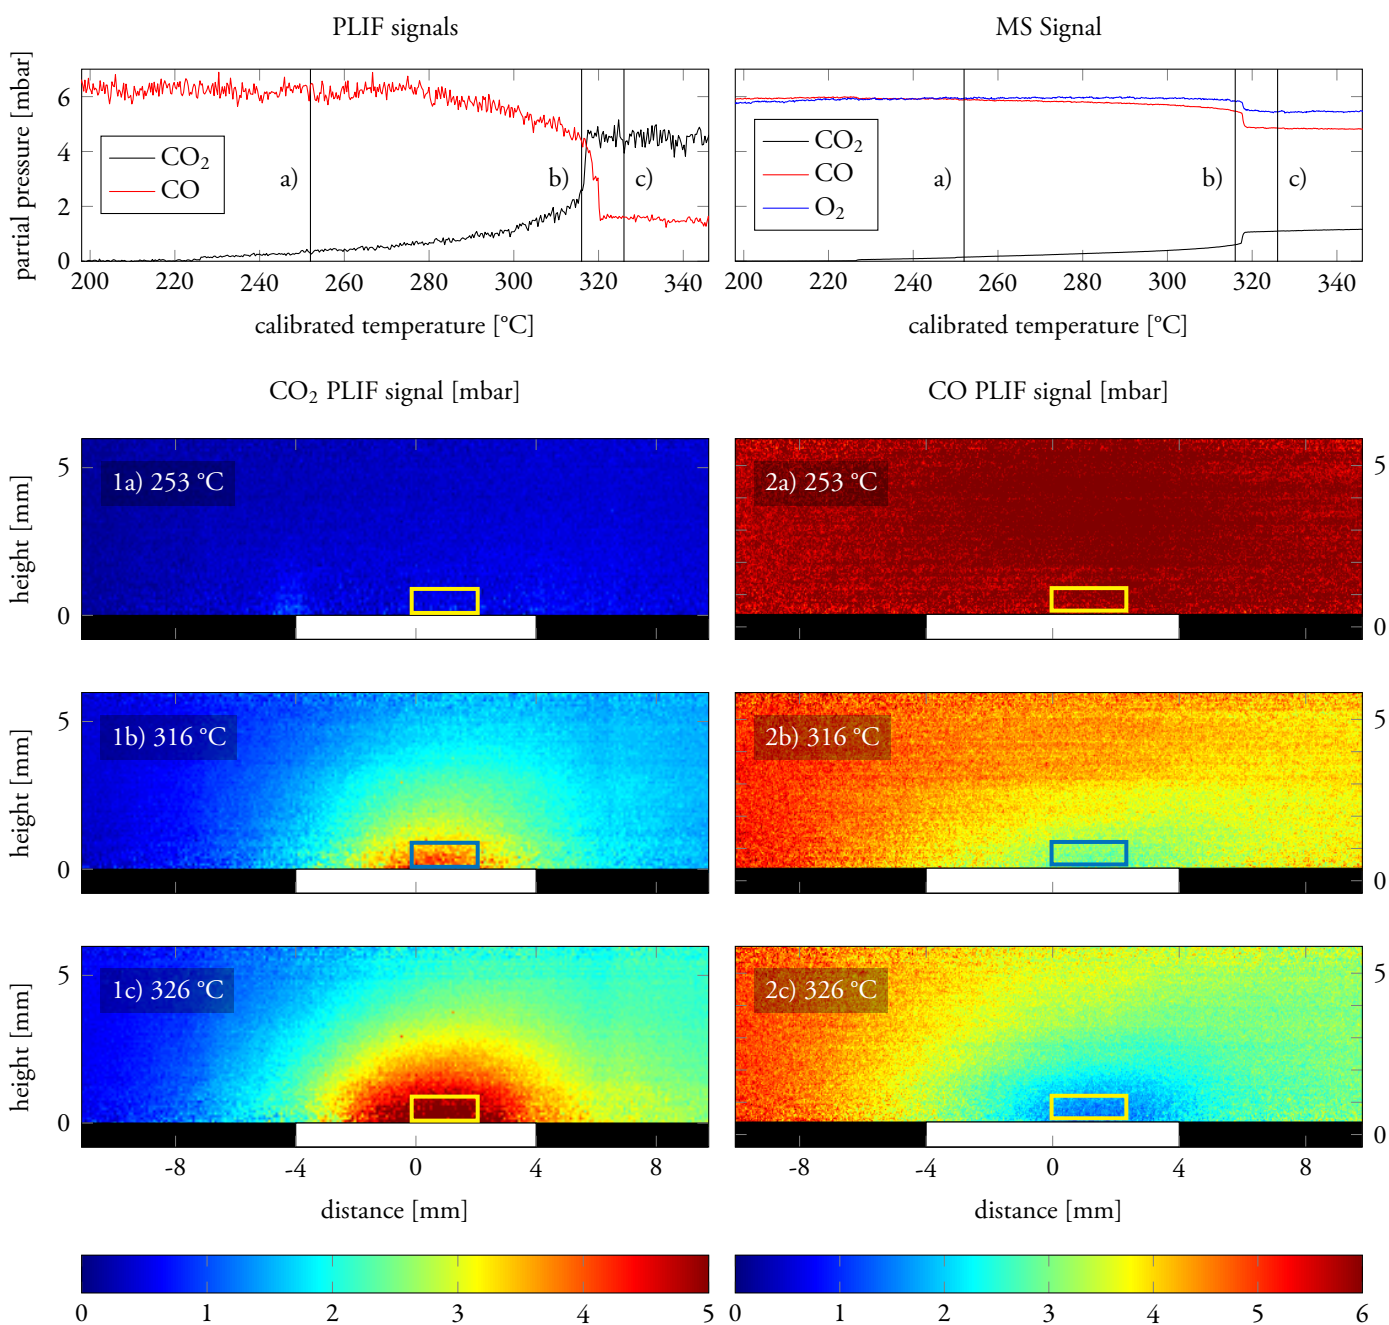 PLIF signals
MS Signal
partial pressure [mbar]
6
4
2
0
CO₂
CO
a)
b)
c)
200 220 240 260 280 300 320 340
calibrated temperature [°C]
CO₂
CO
O₂
a)
b)
c)
200 220 240 260 280 300 320 340
calibrated temperature [°C]
CO₂ PLIF signal [mbar]
CO PLIF signal [mbar]
height [mm]
5
0
1a) 253 °C
2a) 253 °C
5
0
height [mm]
5
0
1b) 316 °C
2b) 316 °C
5
0
height [mm]
5
0
1c) 326 °C
2c) 326 °C
5
0
-8 -4 0 4 8
-8 -4 0 4 8
distance [mm]
distance [mm]
0 1 2 3 4 5
0 1 2 3 4 5 6